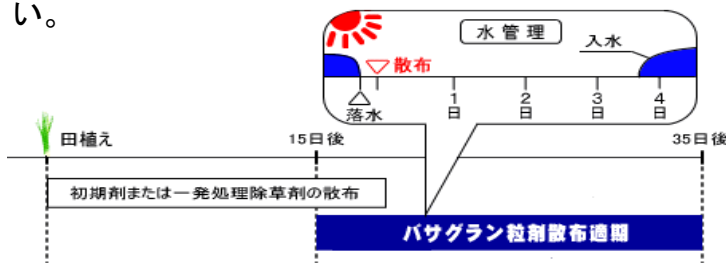 い。
水管理
入水
散布
落水
1日
2日
3日
4日
田植え
15日後
35日後
初期剤または一発処理除草剤の散布
バサグラン粒剤散布適期